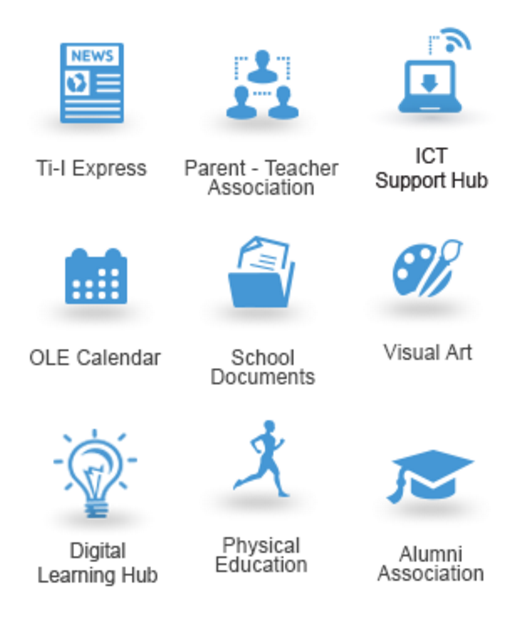 NEWS
Ti-I Express
Parent - Teacher
Association
ICT
Support Hub
OLE Calendar
School
Documents
Visual Art
Digital
Learning Hub
Physical
Education
Alumni
Association